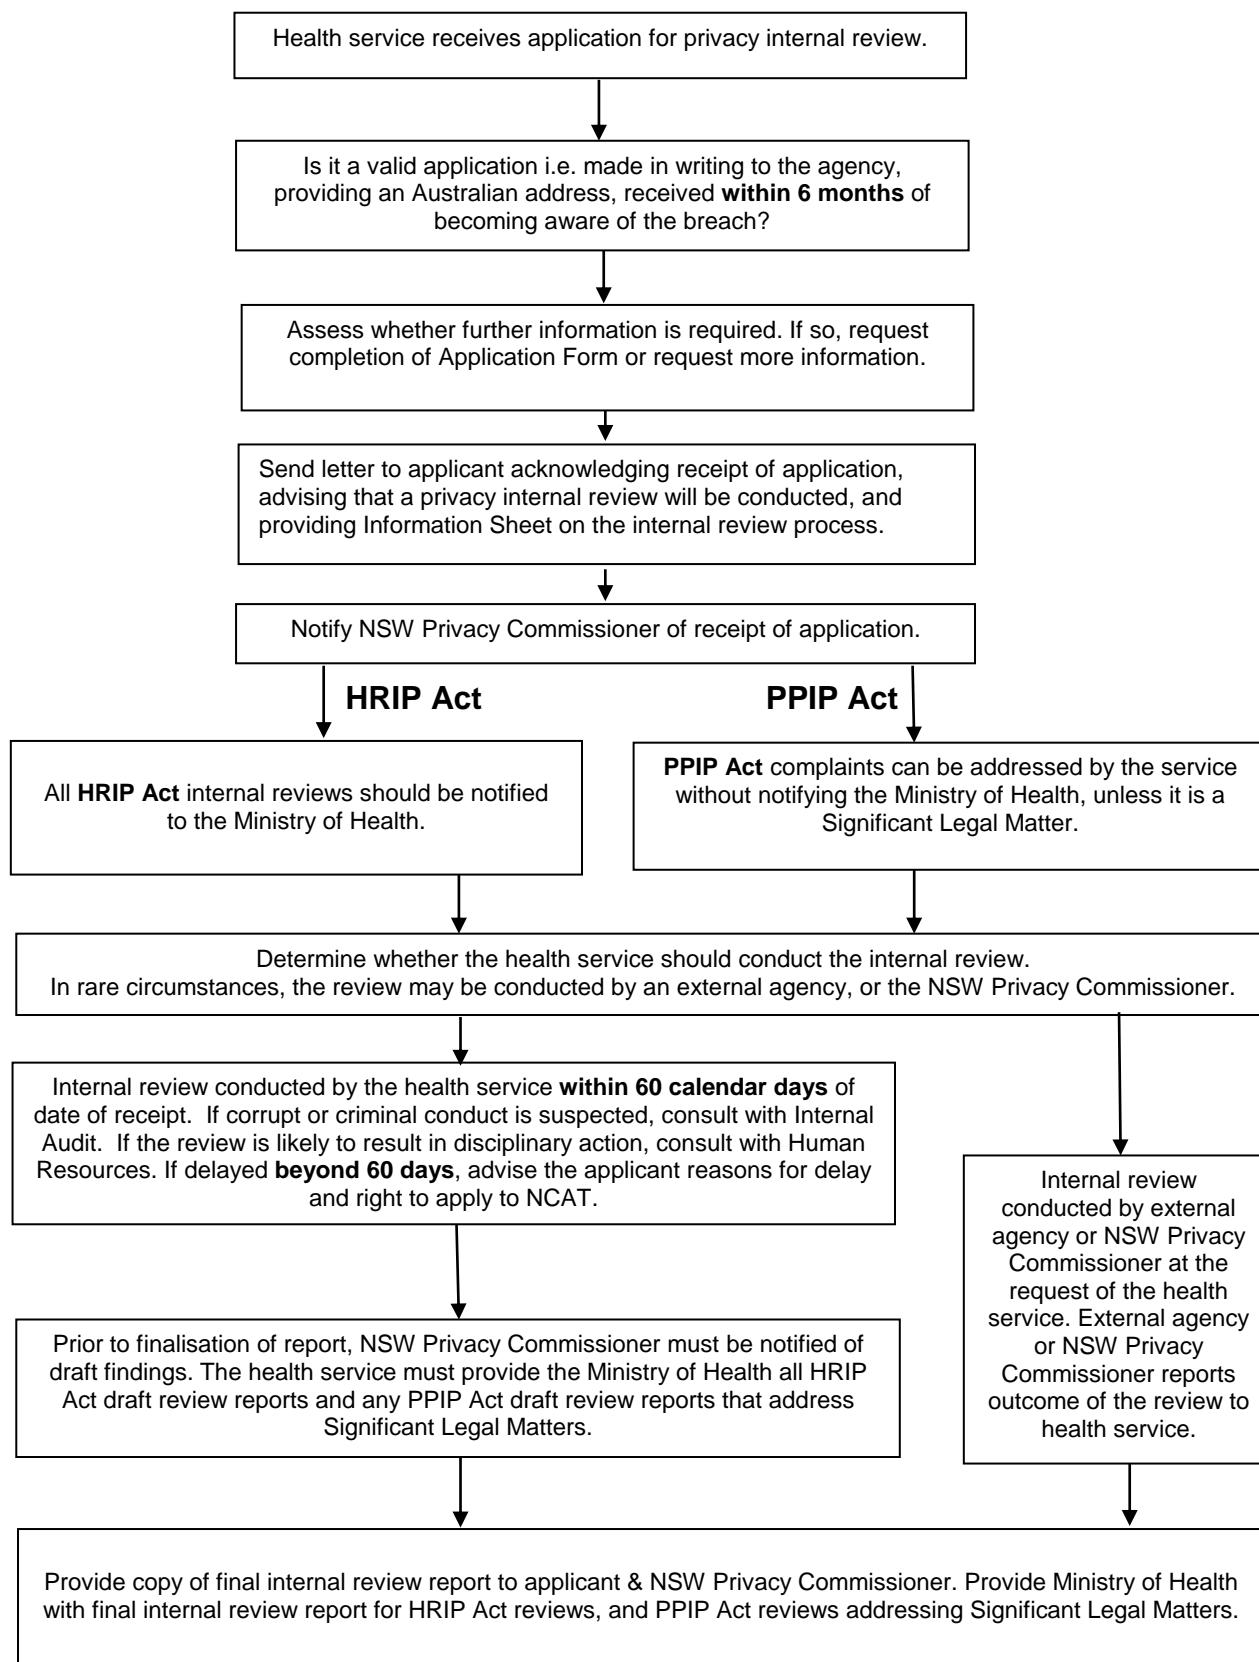 Health service receives application for privacy internal review.
Is it a valid application i.e. made in writing to the agency,
providing an Australian address, received within 6 months of
becoming aware of the breach?
Assess whether further information is required. If so, request
completion of Application Form or request more information.
Send letter to applicant acknowledging receipt of application,
advising that a privacy internal review will be conducted, and
providing Information Sheet on the internal review process.
Notify NSW Privacy Commissioner of receipt of application.
HRIP Act
PPIP Act
All HRIP Act internal reviews should be notified
to the Ministry of Health.
PPIP Act complaints can be addressed by the service
without notifying the Ministry of Health, unless it is a
Significant Legal Matter.
Determine whether the health service should conduct the internal review.
In rare circumstances, the review may be conducted by an external agency, or the NSW Privacy Commissioner.
Internal review conducted by the health service within 60 calendar days of
date of receipt.  If corrupt or criminal conduct is suspected, consult with Internal
Audit.  If the review is likely to result in disciplinary action, consult with Human
Resources. If delayed beyond 60 days, advise the applicant reasons for delay
and right to apply to NCAT.
Internal review
conducted by external
agency or NSW Privacy
Commissioner at the
request of the health
service. External agency
or NSW Privacy
Commissioner reports
outcome of the review to
health service.
Prior to finalisation of report, NSW Privacy Commissioner must be notified of
draft findings. The health service must provide the Ministry of Health all HRIP
Act draft review reports and any PPIP Act draft review reports that address
Significant Legal Matters.
Provide copy of final internal review report to applicant & NSW Privacy Commissioner. Provide Ministry of Health
with final internal review report for HRIP Act reviews, and PPIP Act reviews addressing Significant Legal Matters.